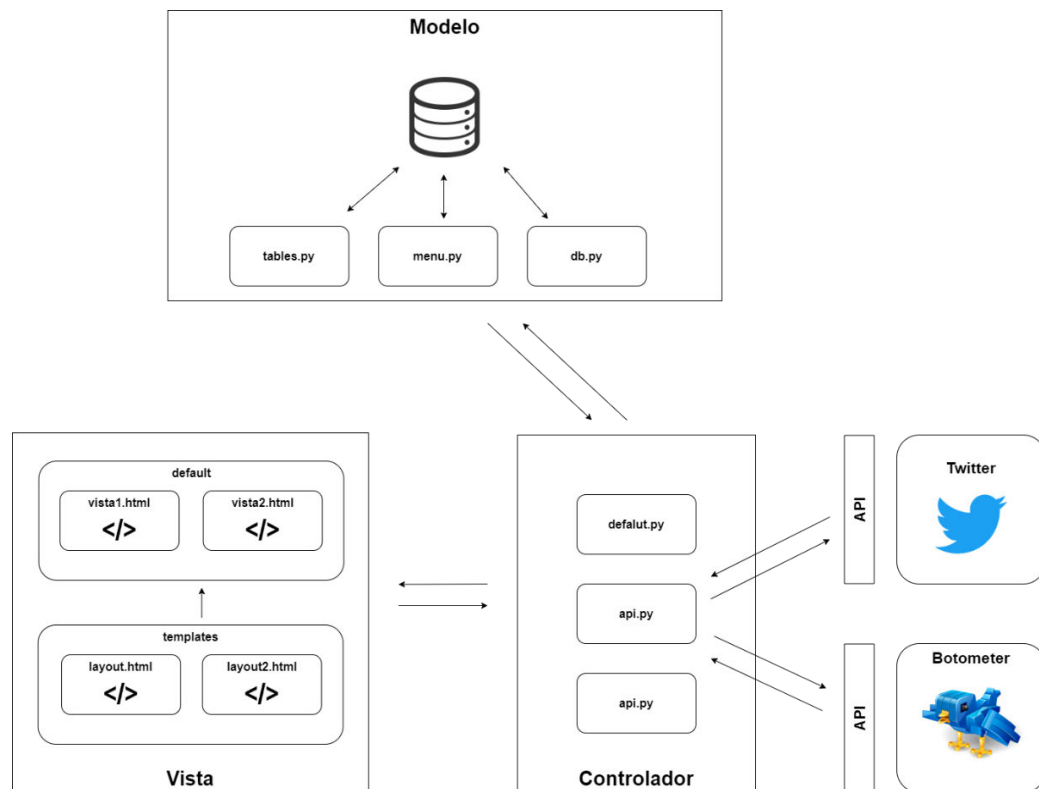 Modelo
tables.py
menu.py
db.py
default
vista1.html
</>
vista2.html
</>
templates
layout.html
</>
layout2.html
</>
Vista
defalut.py
api.py
api.py
Controlador
API
Twitter
API
Botometer